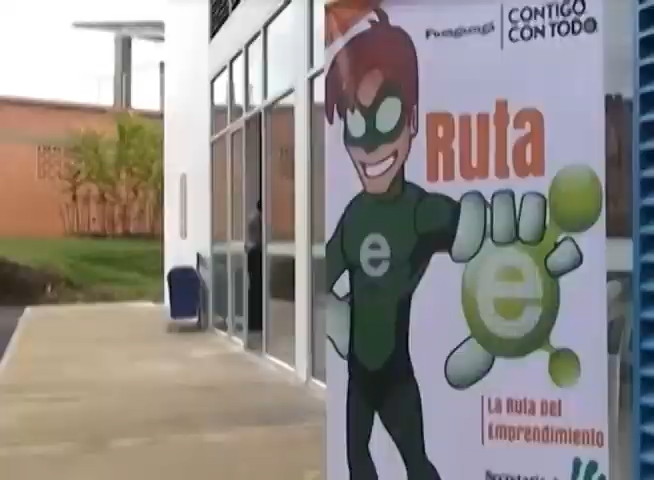 CONTIGO
CON TODO
Ruta
e
e
La Ruta Del
Emprendimiento